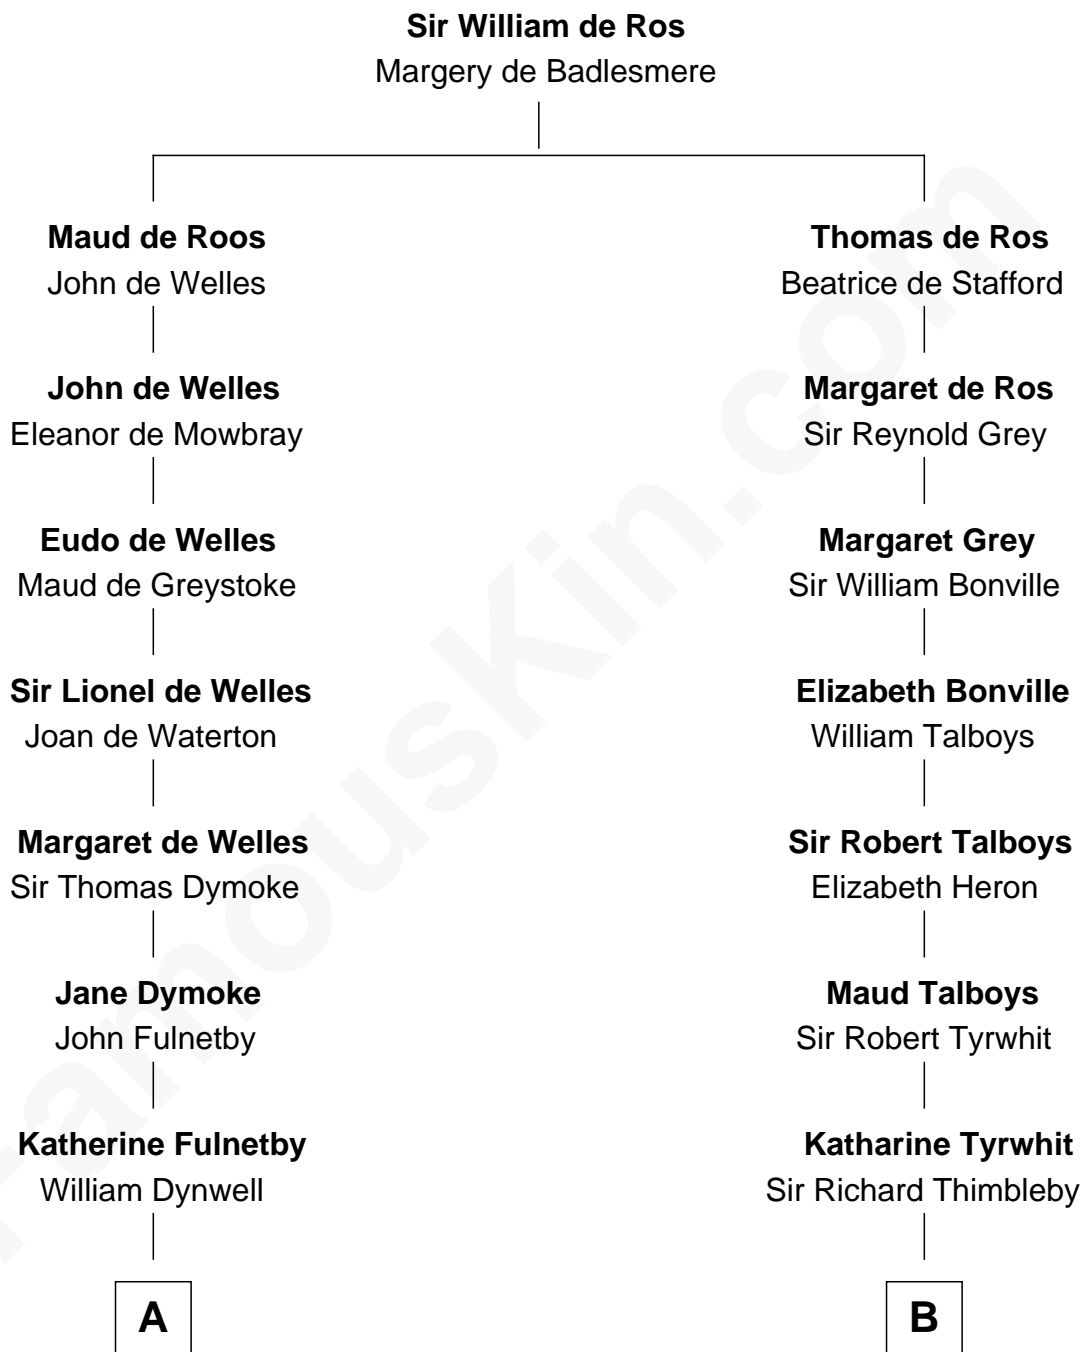 Sir William de Ros
Margery de Badlesmere
Maud de Roos
John de Welles
Thomas de Ros
Beatrice de Stafford
John de Welles
Eleanor de Mowbray
Margaret de Ros
Sir Reynold Grey
Eudo de Welles
Maud de Greystoke
Margaret Grey
Sir William Bonville
Sir Lionel de Welles
Joan de Waterton
Elizabeth Bonville
William Talboys
Margaret de Welles
Sir Thomas Dymoke
Sir Robert Talboys
Elizabeth Heron
Jane Dymoke
John Fulnetby
Maud Talboys
Sir Robert Tyrwhit
Katherine Fulnetby
William Dynwell
Katharine Tyrwhit
Sir Richard Thimbleby
A
B
FamousKin.com